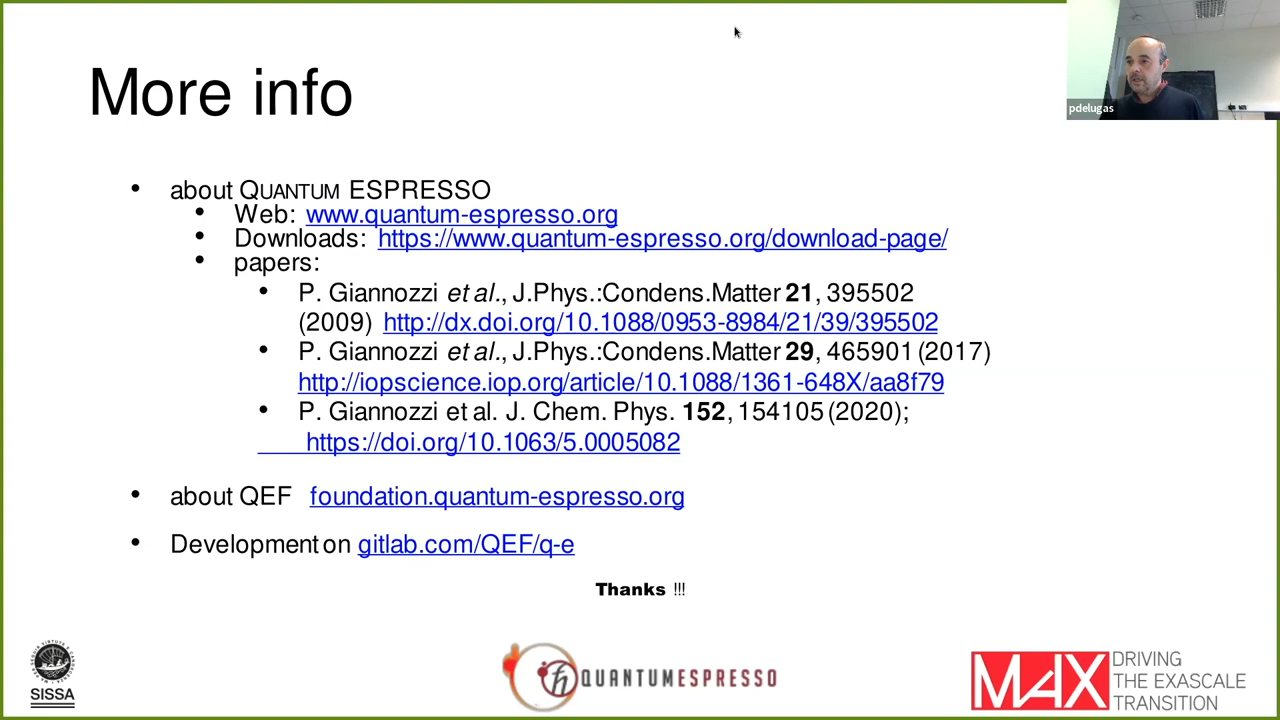 More info
pdelugas
• about QUANTUM ESPRESSO
• Web: www.quantum-espresso.org
• Downloads: https://www.quantum-espresso.org/download-page/
• papers:
• P. Giannozzi et al., J.Phys.:Condens.Matter 21, 395502
(2009) http://dx.doi.org/10.1088/0953-8984/21/39/395502
• P. Giannozzi et al., J.Phys.:Condens.Matter 29, 465901 (2017)
http://iopscience.iop.org/article/10.1088/1361-648X/aa8f79
• P. Giannozzi et al. J. Chem. Phys. 152, 154105 (2020);
https://doi.org/10.1063/5.0005082
• about QEF foundation.quantum-espresso.org
• Development on gitlab.com/QEF/q-e
Thanks !!!
SISSA
QUANTUMESPRESSO
MAX
DRIVING
THE EXASCALE
TRANSITION